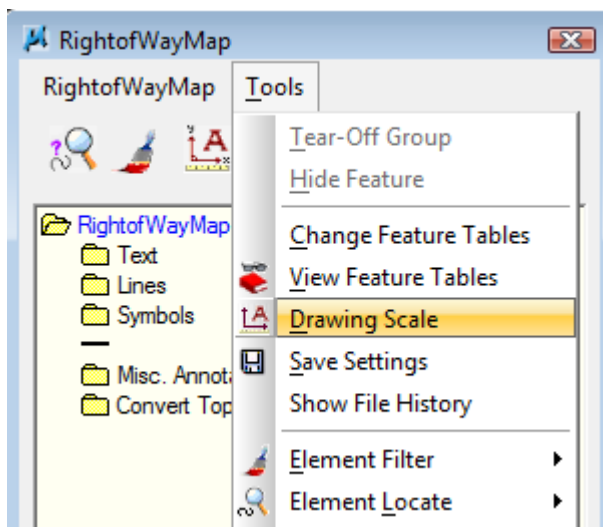 RightofWayMap
RightofWayMap Tools
Tear-Off Group
Hide Feature
Change Feature Tables
View Feature Tables
Drawing Scale
Save Settings
Show File History
Element Filter
Element Locate
RightofWayMap
Text
Lines
Symbols
Misc. Annot
Convert Top